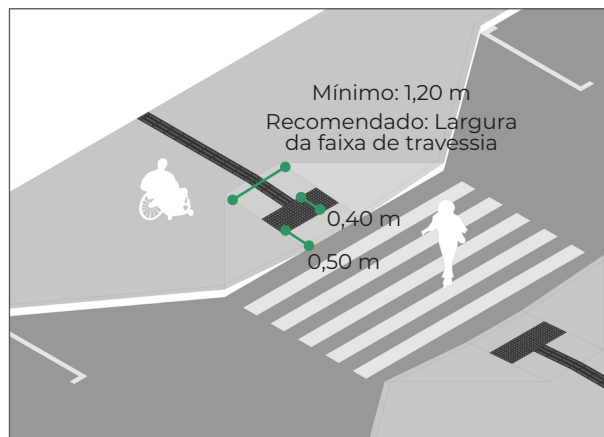 Mínimo: 1,20 m
Recomendado: Largura
da faixa de travessia
0,40 m
0,50 m